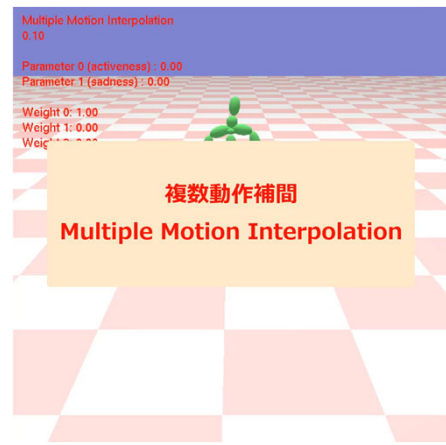 Multiple Motion Interpolation
0.10
Parameter 0 (activeness) : 0.00
Parameter 1 (sadness) : 0.00
Weight 0: 1.00
Weight 1: 0.00
複数動作補間
Multiple Motion Interpolation